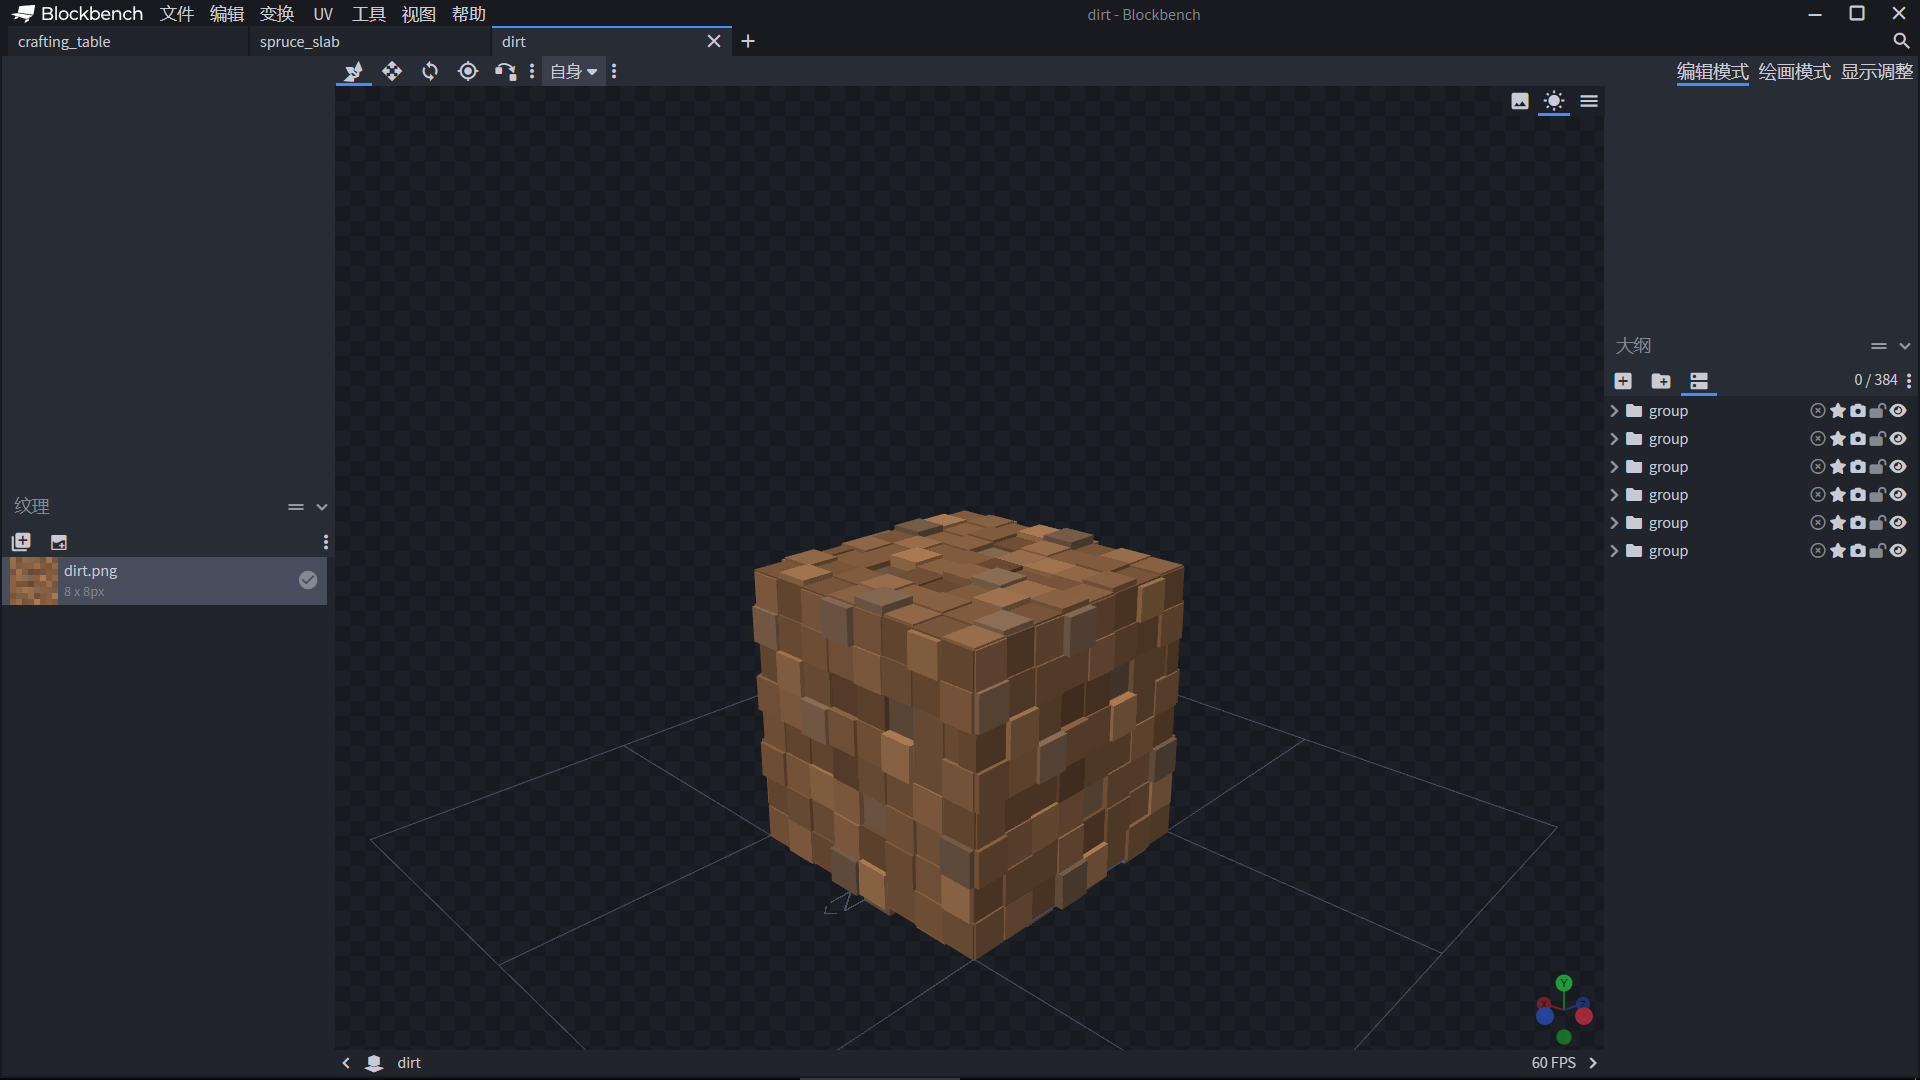 Blockbench 文件 编辑 变换 UV 工具 视图 帮助
dirt - Blockbench
crafting_table
spruce_slab
dirt
自身
编辑模式 绘画模式 显示调整
大纲
0 / 384
group
group
group
group
group
group
纹理
dirt.png
8 x 8px
Y
dirt
60 FPS